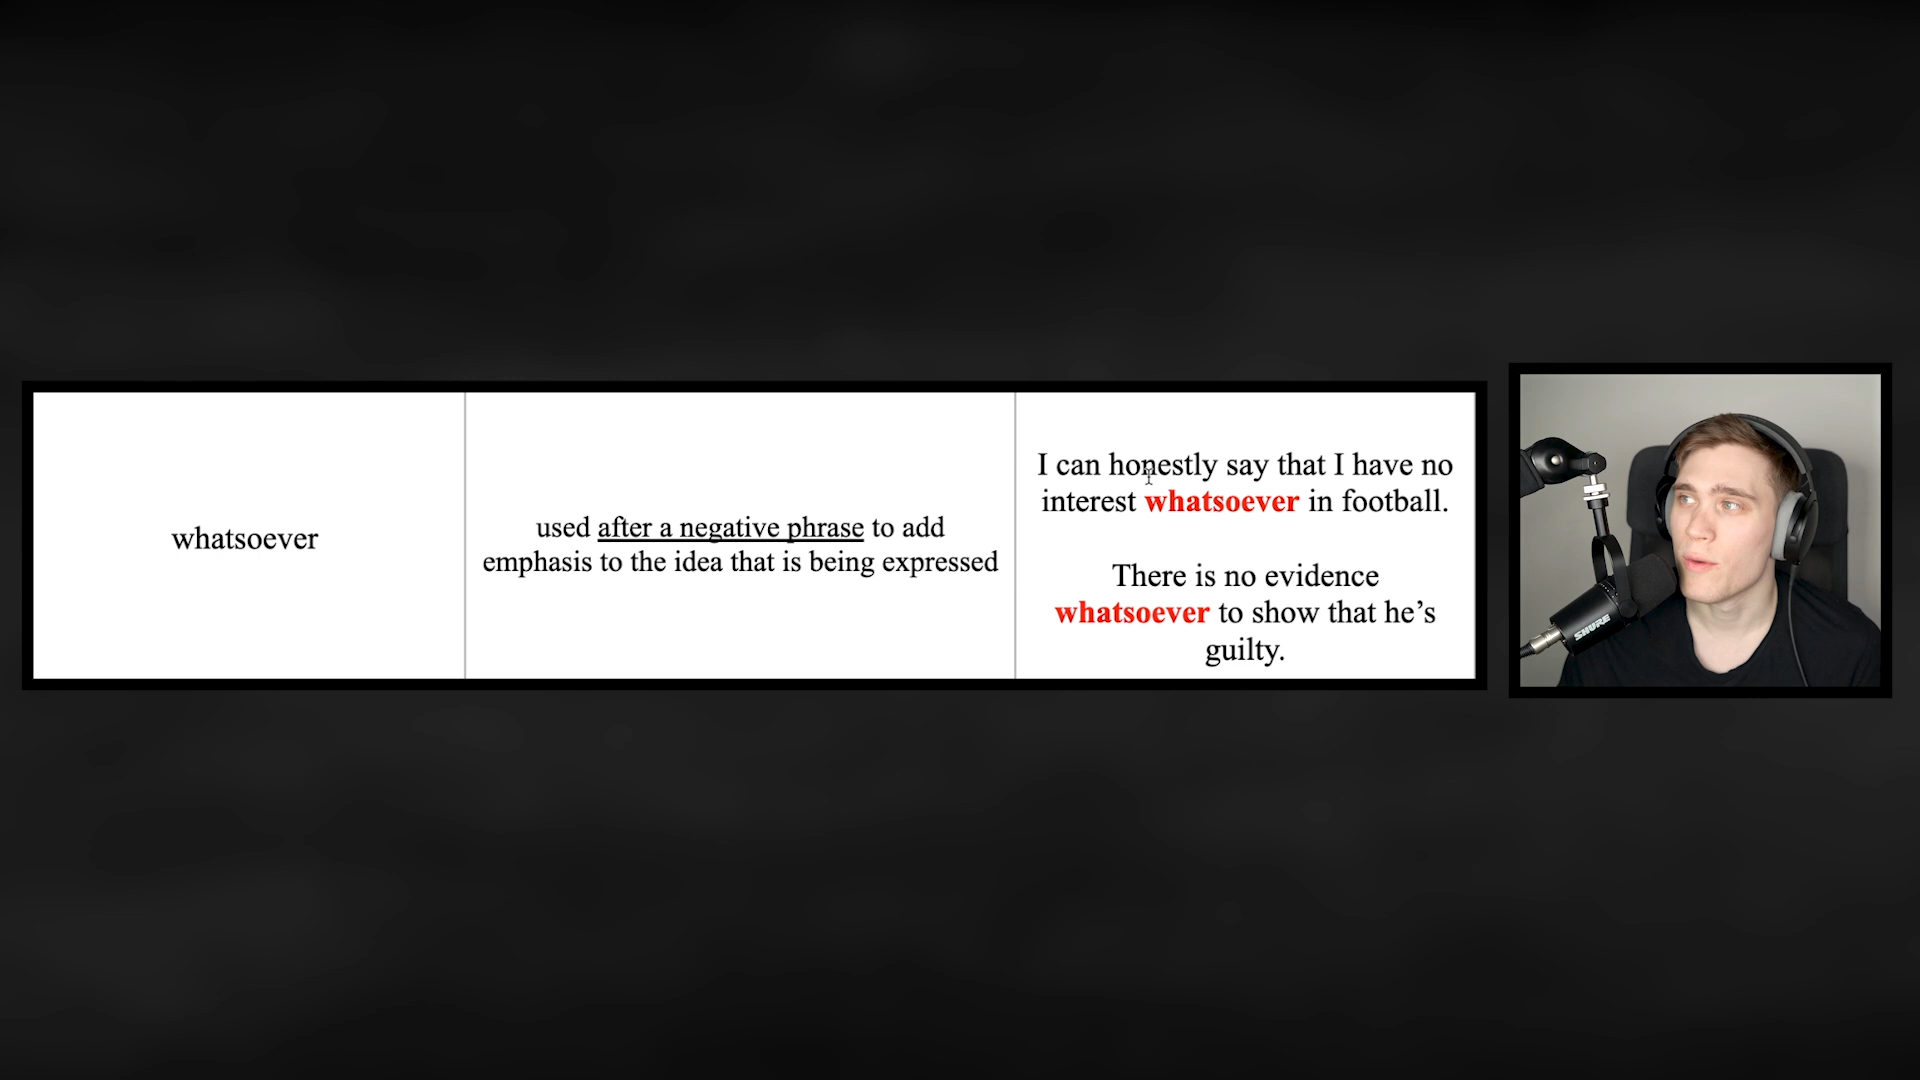 whatsoever
used after a negative phrase to add
emphasis to the idea that is being expressed
I can honestly say that I have no
interest whatsoever in football.
There is no evidence
whatsoever to show that he’s
guilty.
SHURE